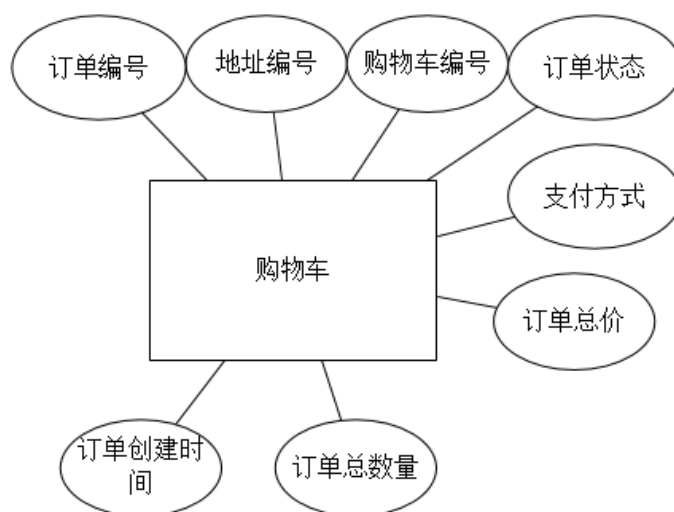 订单编号
地址编号
购物车编号
订单状态
支付方式
购物车
订单总价
订单创建时
间
订单总数量